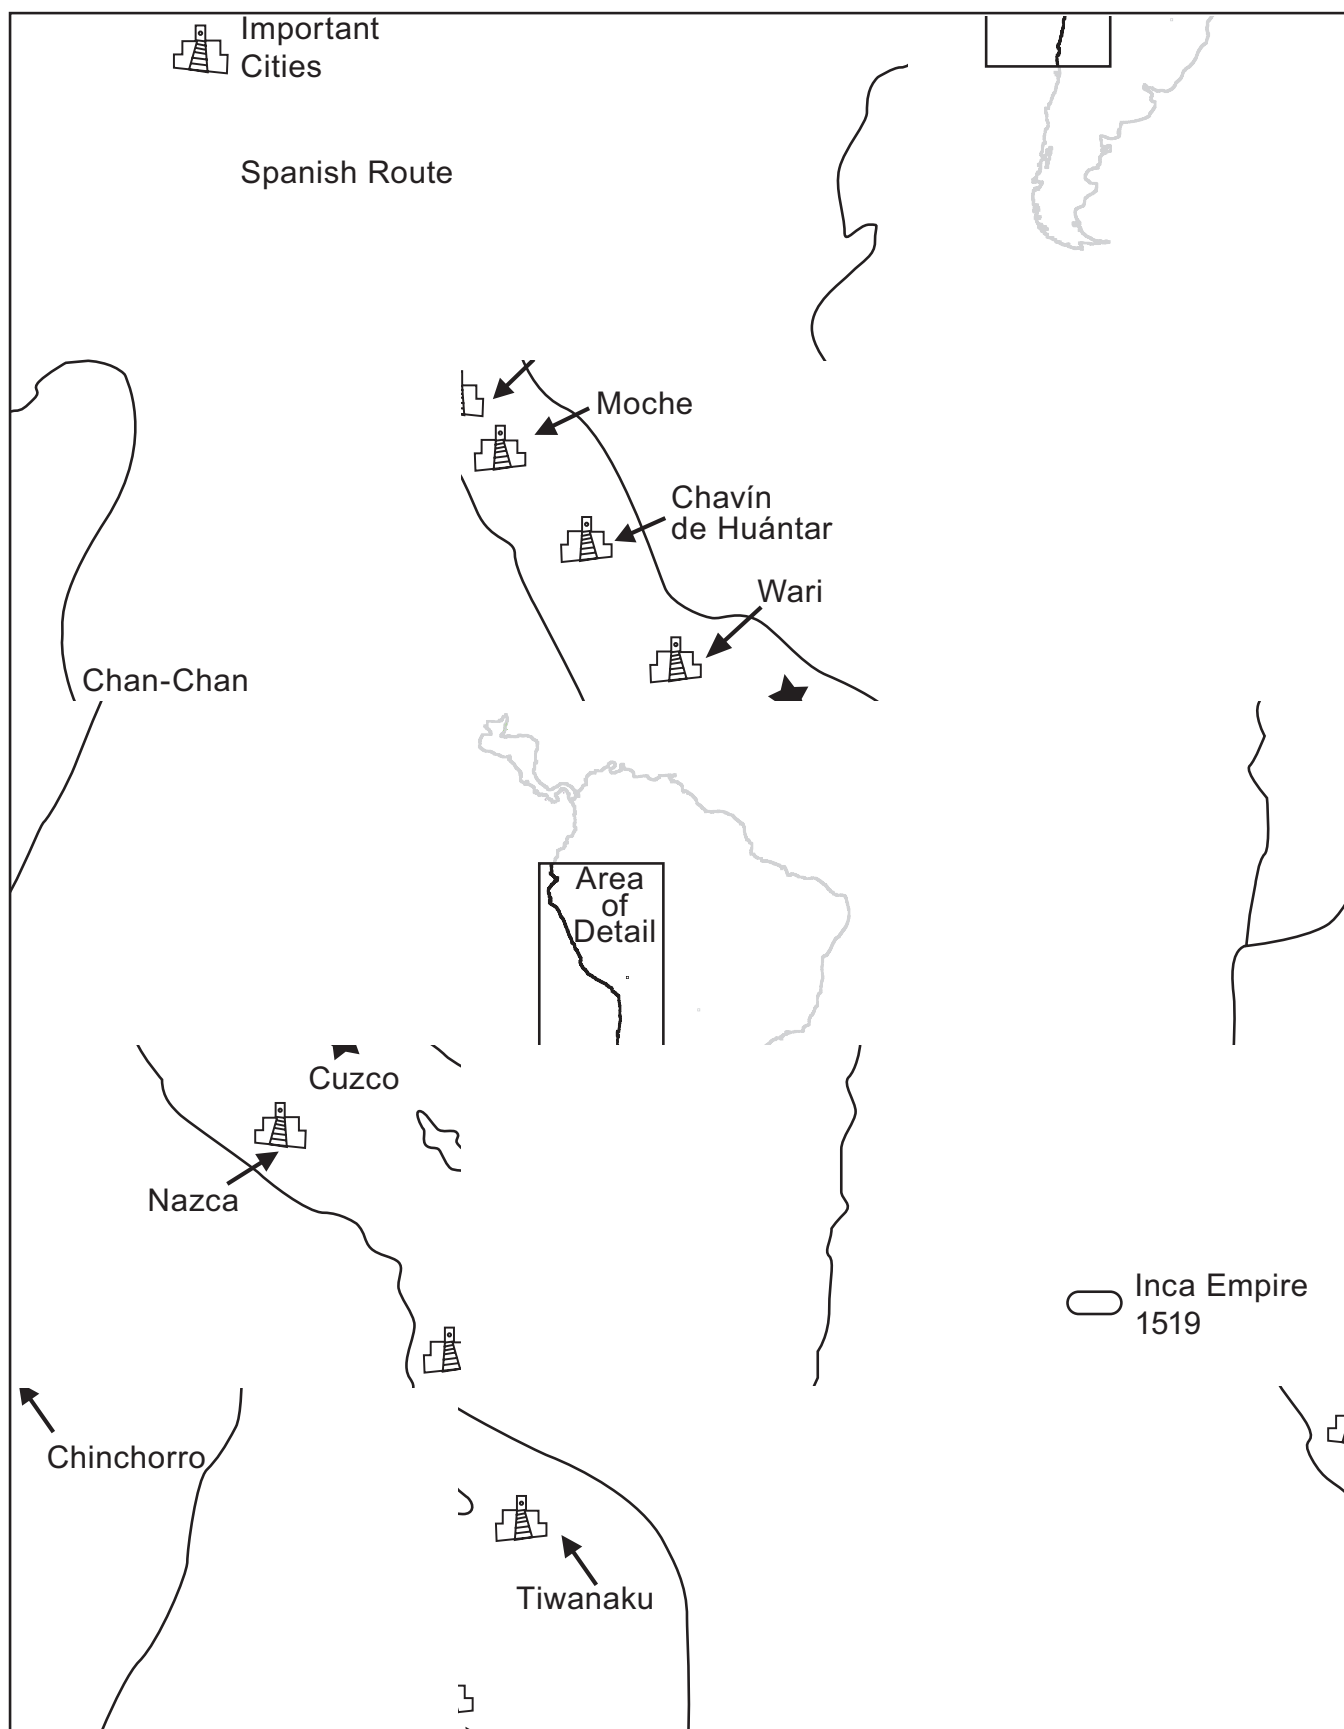 Important
Cities
Spanish Route
Moche
Chavín
de Huántar
Wari
Chan-Chan
Area
of
Detail
Cuzco
Nazca
Inca Empire
1519
Chinchorro
Tiwanaku